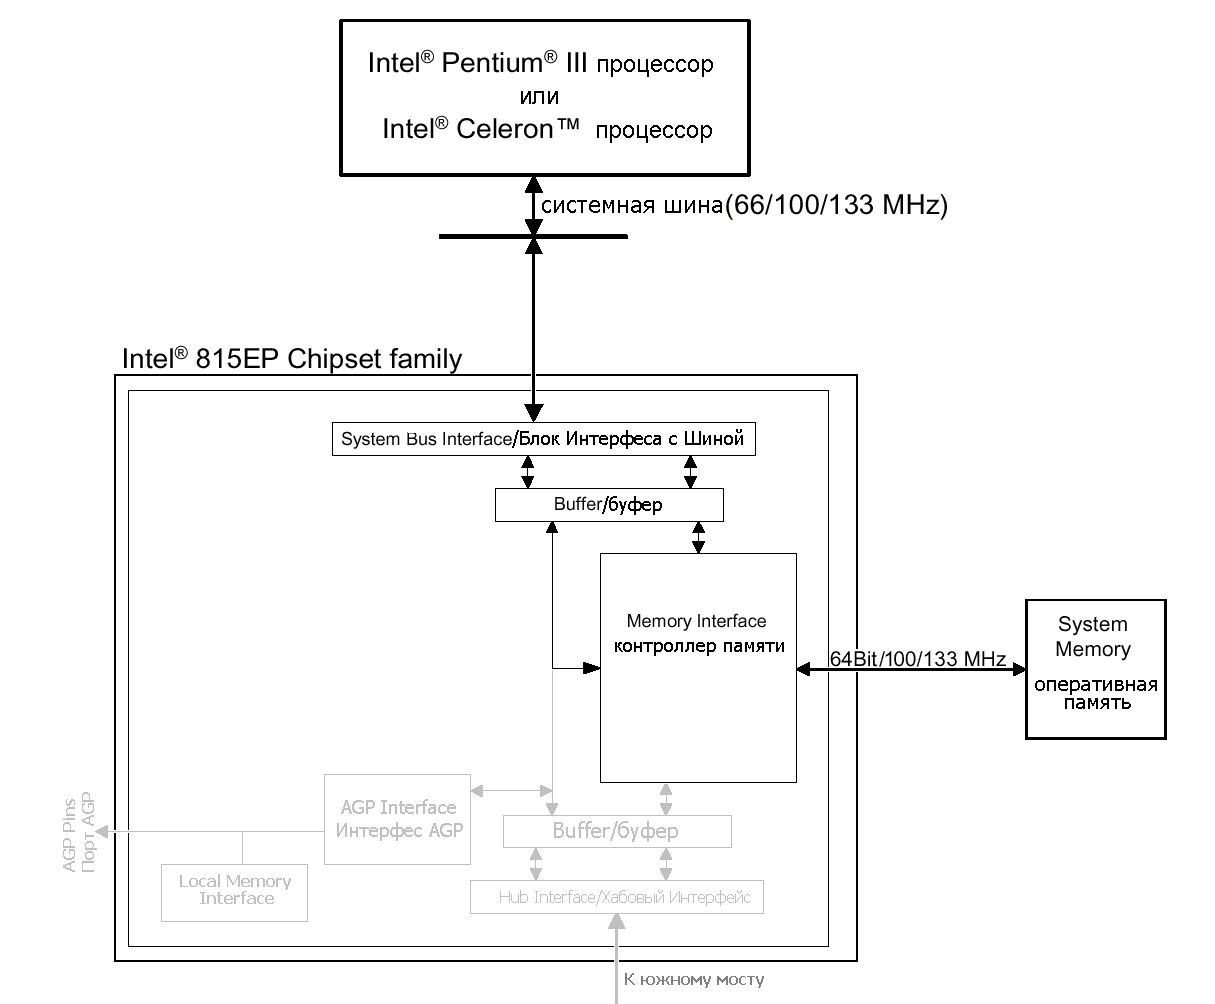 Intel® Pentium® III процессор
или
Intel® Celeron™ процессор
системная шина(66/100/133 MHz)
Intel® 815EP Chipset family
System Bus Interface/Блок Интерфеса с Шиной
Buffer/буфер
Memory Interface
контроллер памяти
64Bit/100/133 MHz
System
Memory
оперативная
память
AGP Interface
Интерфес AGP
AGP Pins
Порт AGP
Buffer/буфер
Local Memory
Interface
Hub Interface/Хабовый Интерфейс
К южному мосту